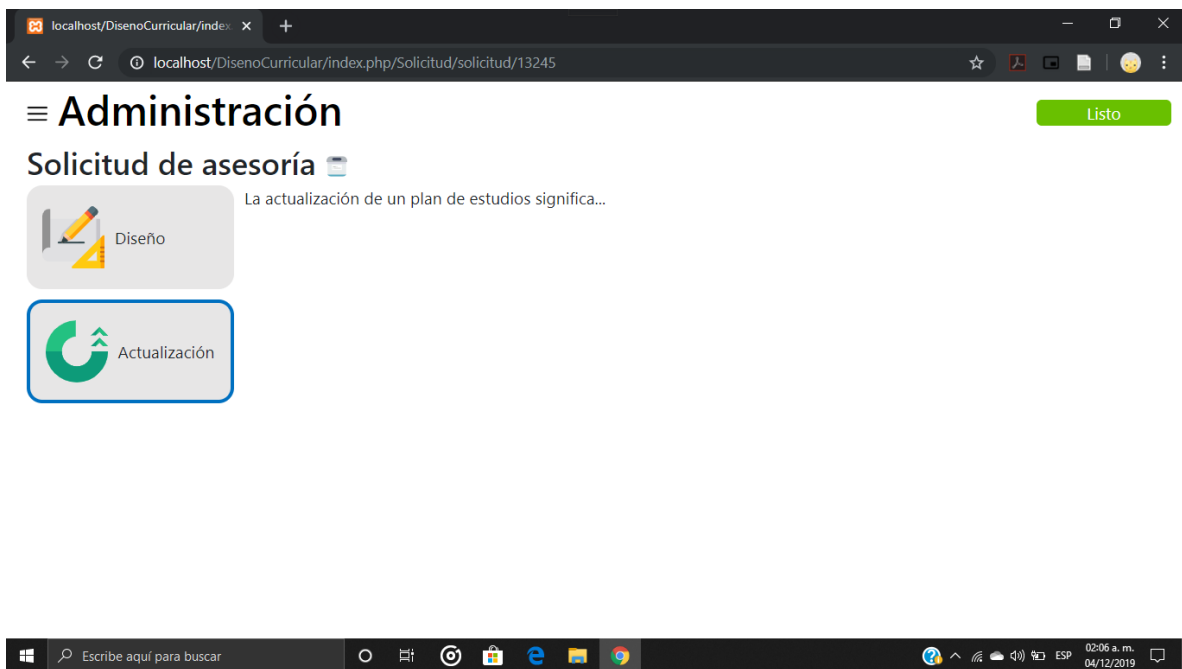 localhost/DisenoCurricular/index.
localhost/DisenoCurricular/index.php/Solicitud/solicitud/13245
Administración
Listo
Solicitud de asesoría
La actualización de un plan de estudios significa...
Diseño
Actualización
Escribe aquí para buscar
ESP
02:06 a. m.
04/12/2019